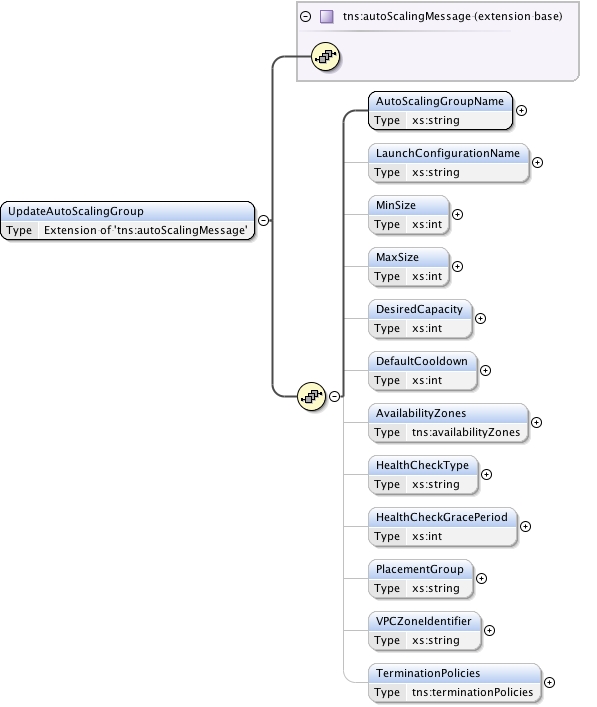 tns:autoScalingMessage (extension base)
AutoScalingGroupName
Type xs:string
LaunchConfigurationName
Type xs:string
UpdateAutoScalingGroup
Type Extension of 'tns:autoScalingMessage'
MinSize
Type xs:int
MaxSize
Type xs:int
DesiredCapacity
Type xs:int
DefaultCooldown
Type xs:int
AvailabilityZones
Type tns:availabilityZones
HealthCheckType
Type xs:string
HealthCheckGracePeriod
Type xs:int
PlacementGroup
Type xs:string
VPCZoneIdentifier
Type xs:string
TerminationPolicies
Type tns:terminationPolicies